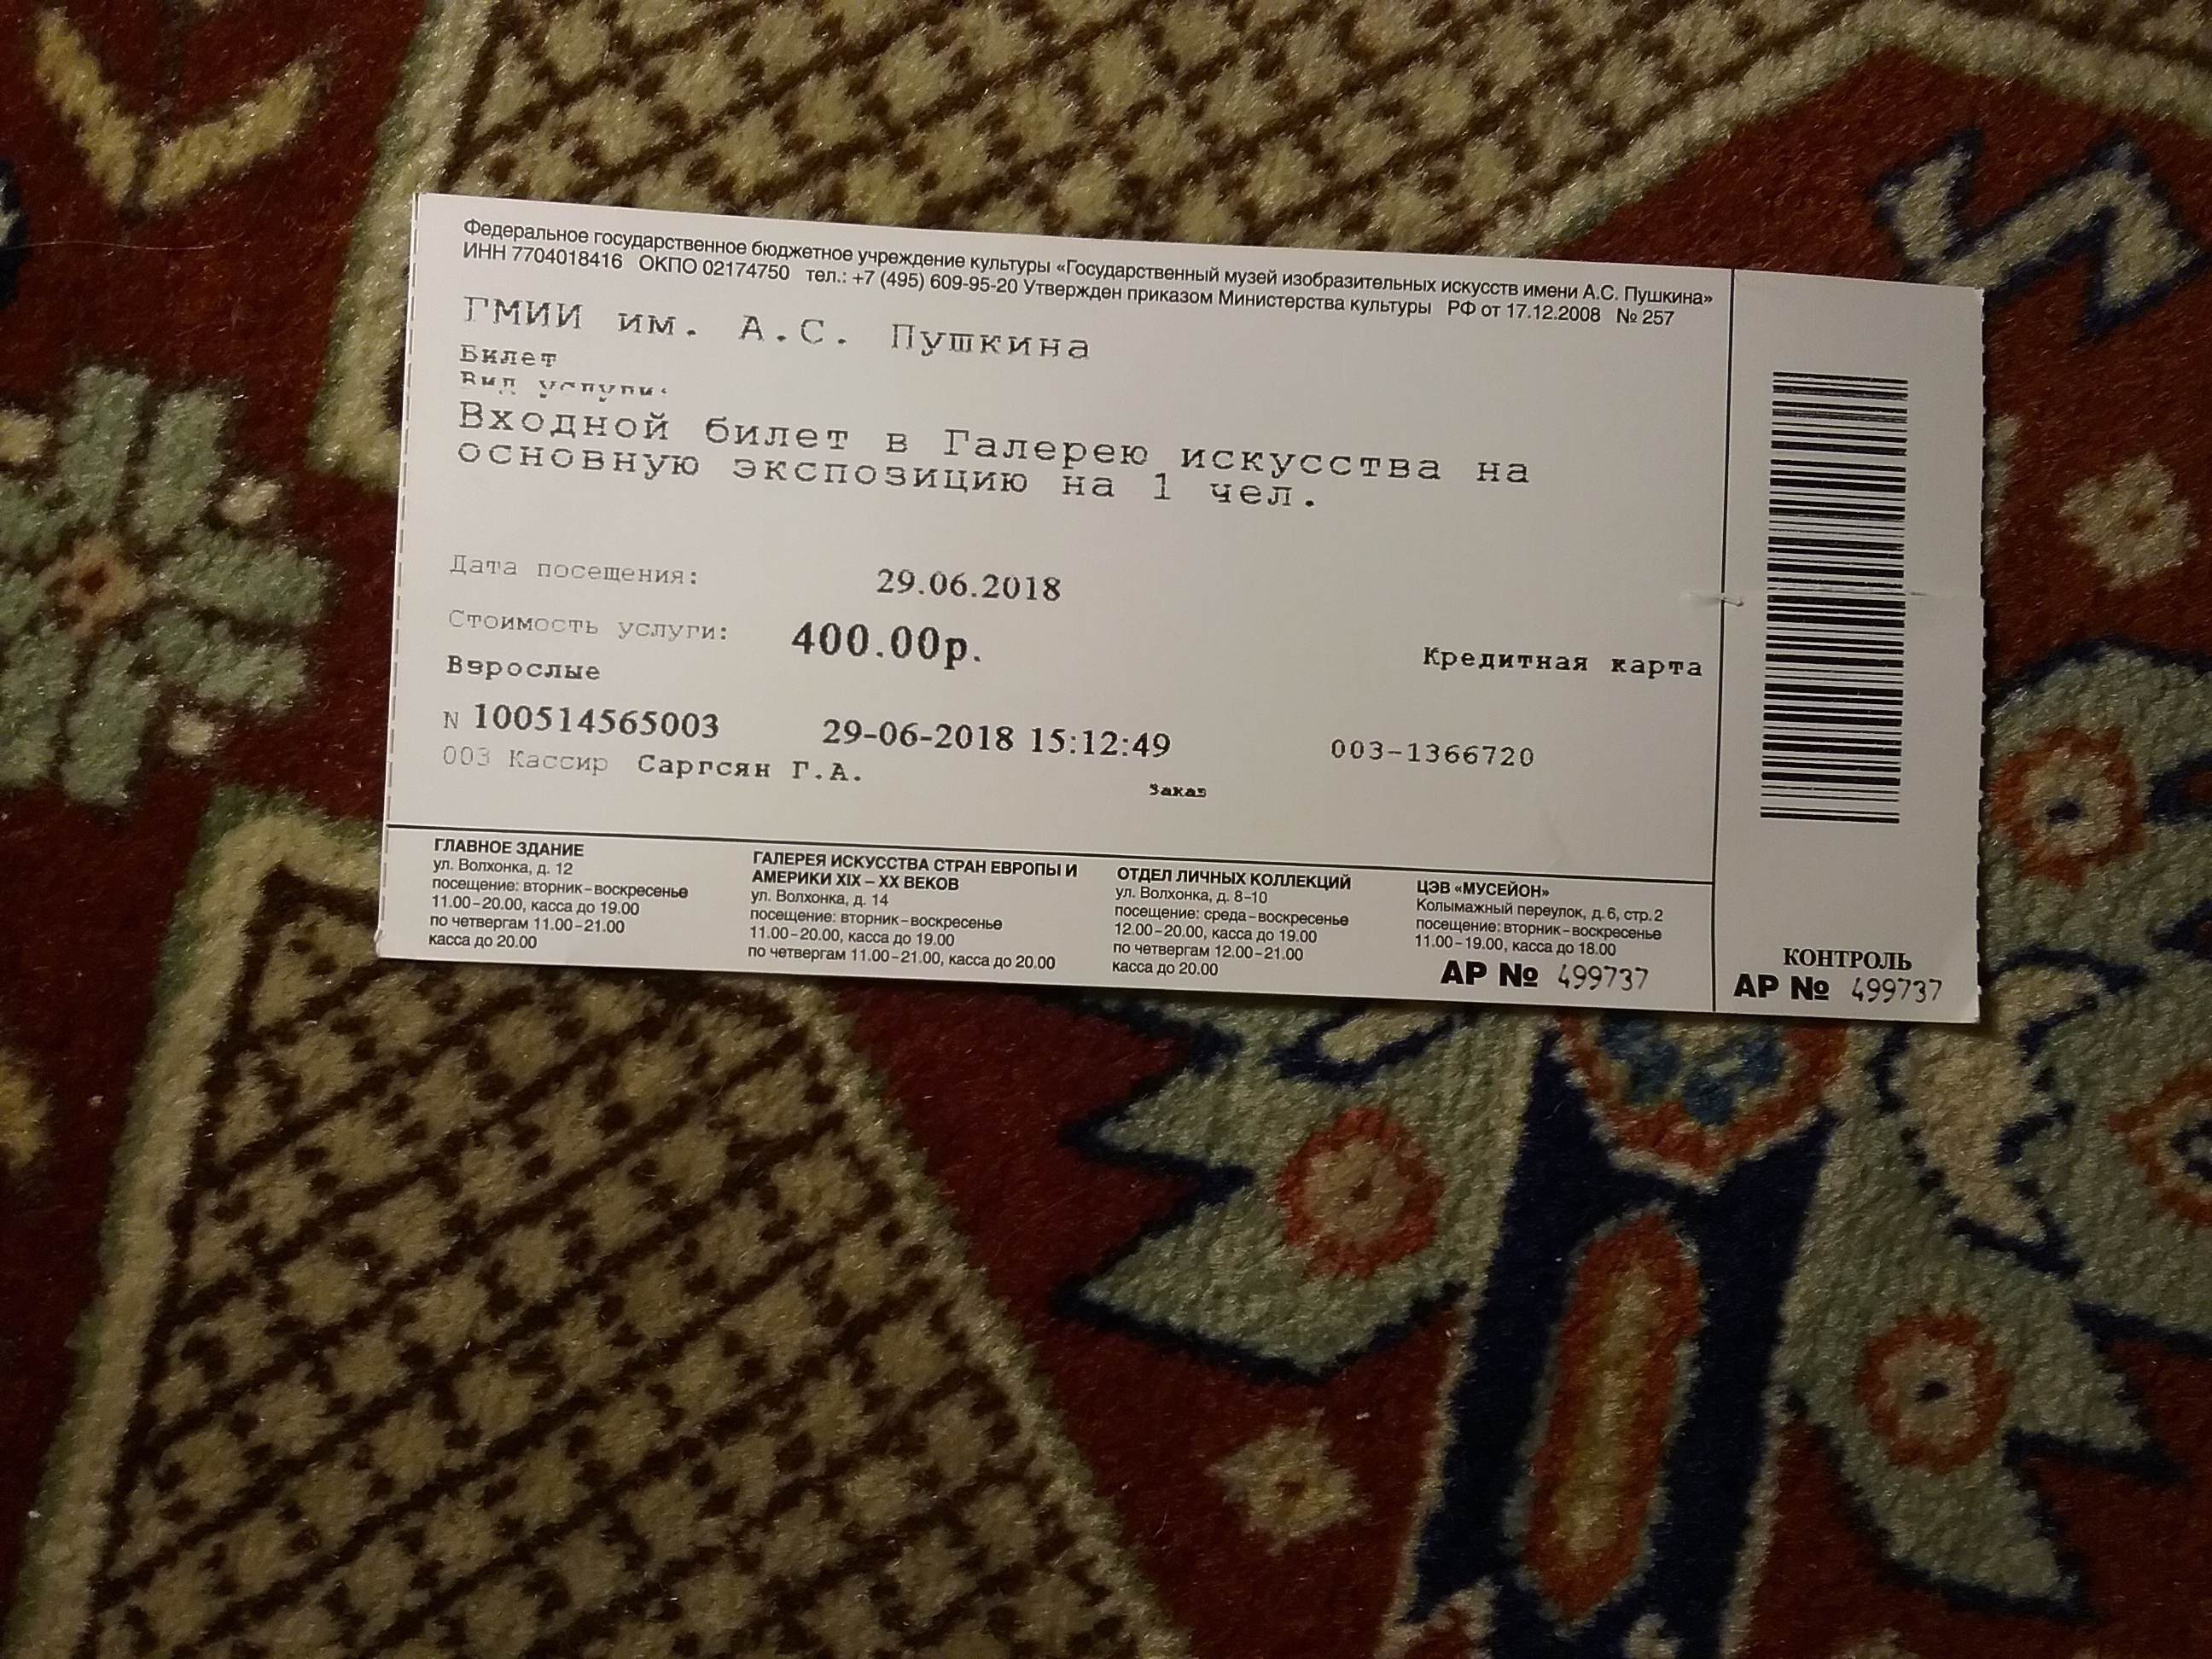 Федеральное государственное бюджетное учреждение культуры «Государственный музей изобразительных искусств имени А.С. Пушкина»
ИНН 7704018416 ОКПО 02174750 тел.: +7 (495) 609-95-20 Утвержден приказом Министерства культуры РФ от 17.12.2008 № 257
ГМИИ им. А.С. Пушкина
Билет
Вид услуги:
Входной билет в Галерею искусства на
основную экспозицию на 1 чел.
Дата посещения: 29.06.2018
Стоимость услуги: 400.00р.
Взрослые Кредитная карта
N 100514565003 29-06-2018 15:12:49 003-1366720
003 Кассир Саргсян Г.А.
Заказ
ГЛАВНОЕ ЗДАНИЕ
ул. Волхонка, д. 12
посещение: вторник – воскресенье
11.00 – 20.00, касса до 19.00
по четвергам 11.00 – 21.00
касса до 20.00
ГАЛЕРЕЯ ИСКУССТВА СТРАН ЕВРОПЫ И
АМЕРИКИ XIX – XX ВЕКОВ
ул. Волхонка, д. 14
посещение: вторник – воскресенье
11.00 – 20.00, касса до 19.00
по четвергам 11.00 – 21.00, касса до 20.00
ОТДЕЛ ЛИЧНЫХ КОЛЛЕКЦИЙ
ул. Волхонка, д. 8–10
посещение: среда – воскресенье
12.00 – 20.00, касса до 19.00
по четвергам 12.00 – 21.00
касса до 20.00
ЦЭВ «МУСЕЙОН»
Колымажный переулок, д. 6, стр. 2
посещение: вторник – воскресенье
11.00 – 19.00, касса до 18.00
АР № 499737
КОНТРОЛЬ
АР № 499737